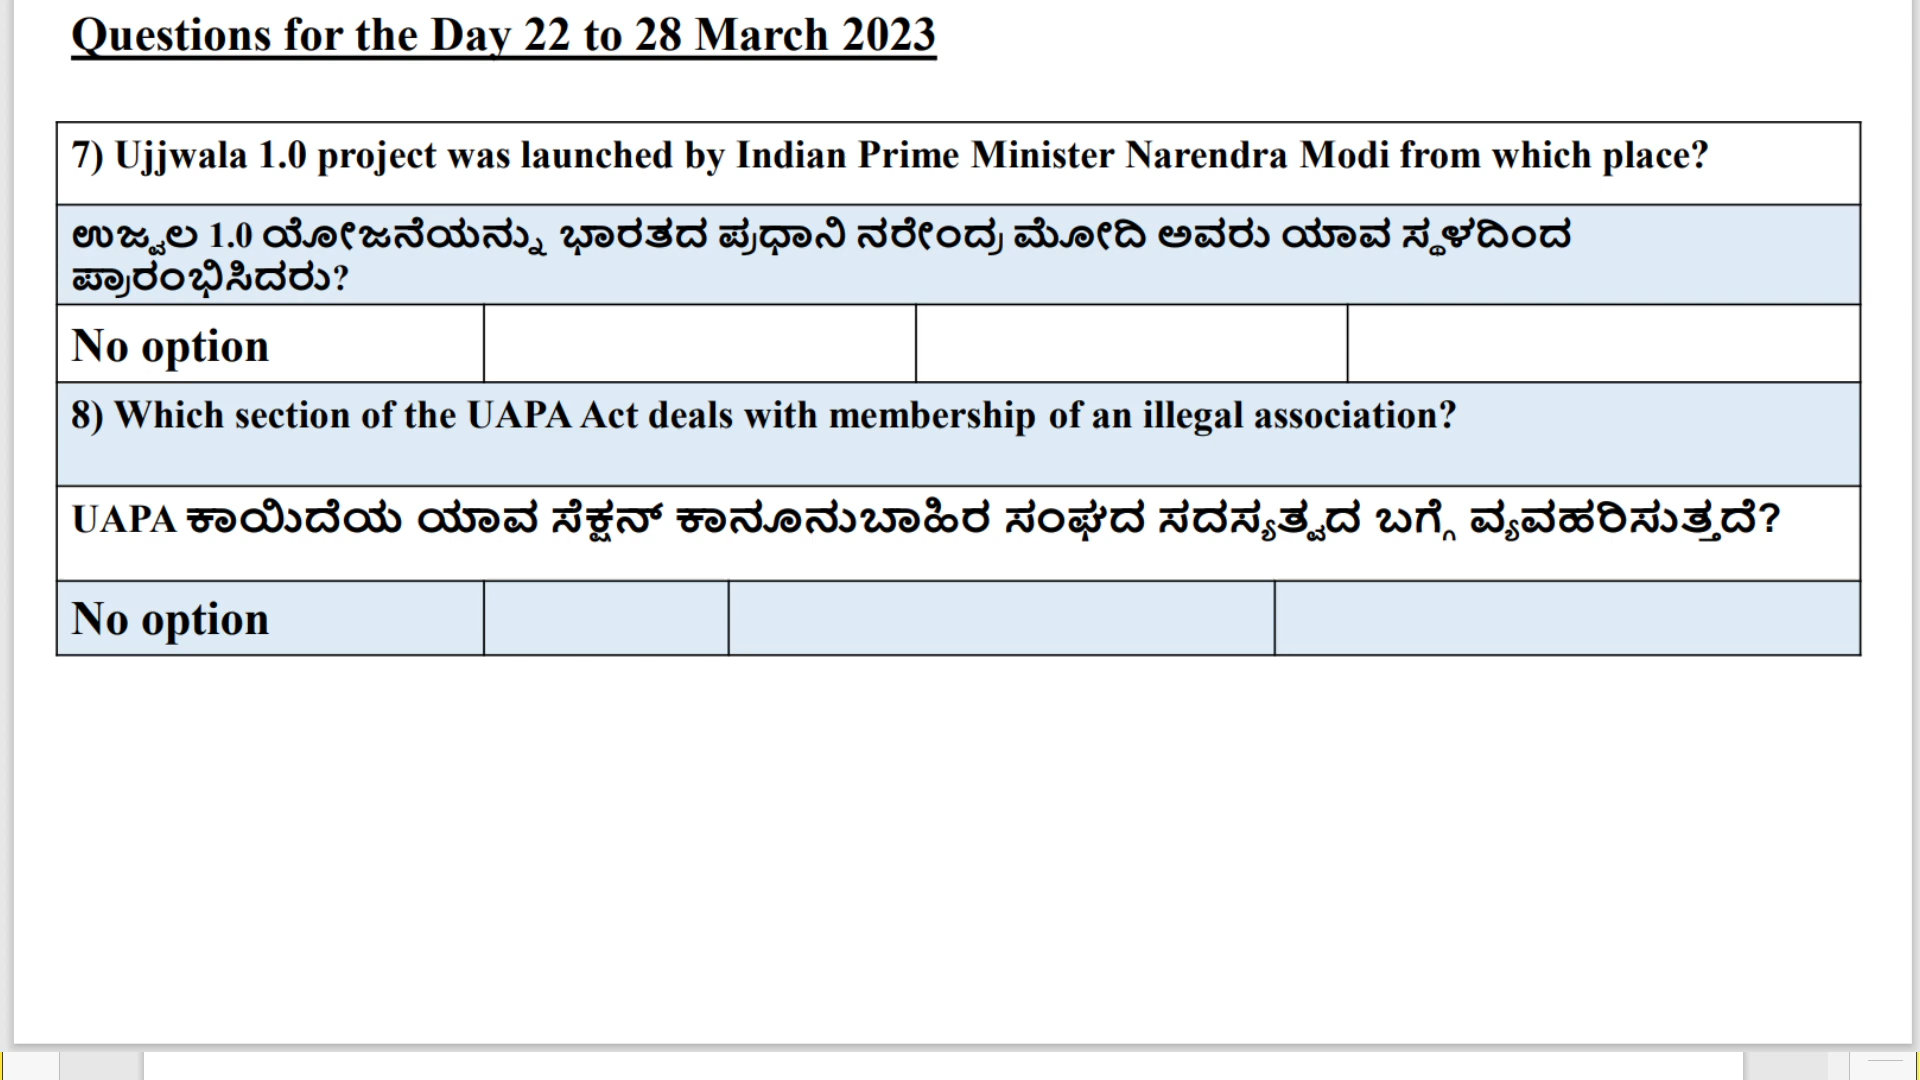 Questions for the Day 22 to 28 March 2023
7) Ujjwala 1.0 project was launched by Indian Prime Minister Narendra Modi from which place?
ಉಜ್ವಲ 1.0 ಯೋಜನೆಯನ್ನು ಭಾರತದ ಪ್ರಧಾನಿ ನರೇಂದ್ರ ಮೋದಿ ಅವರು ಯಾವ ಸ್ಥಳದಿಂದ
ಪ್ರಾರಂಭಿಸಿದರು?
No option
8) Which section of the UAPA Act deals with membership of an illegal association?
UAPA ಕಾಯಿದೆಯ ಯಾವ ಸೆಕ್ಷನ್ ಕಾನೂನುಬಾಹಿರ ಸಂಘದ ಸದಸ್ಯತ್ವದ ಬಗ್ಗೆ ವ್ಯವಹರಿಸುತ್ತದೆ?
No option